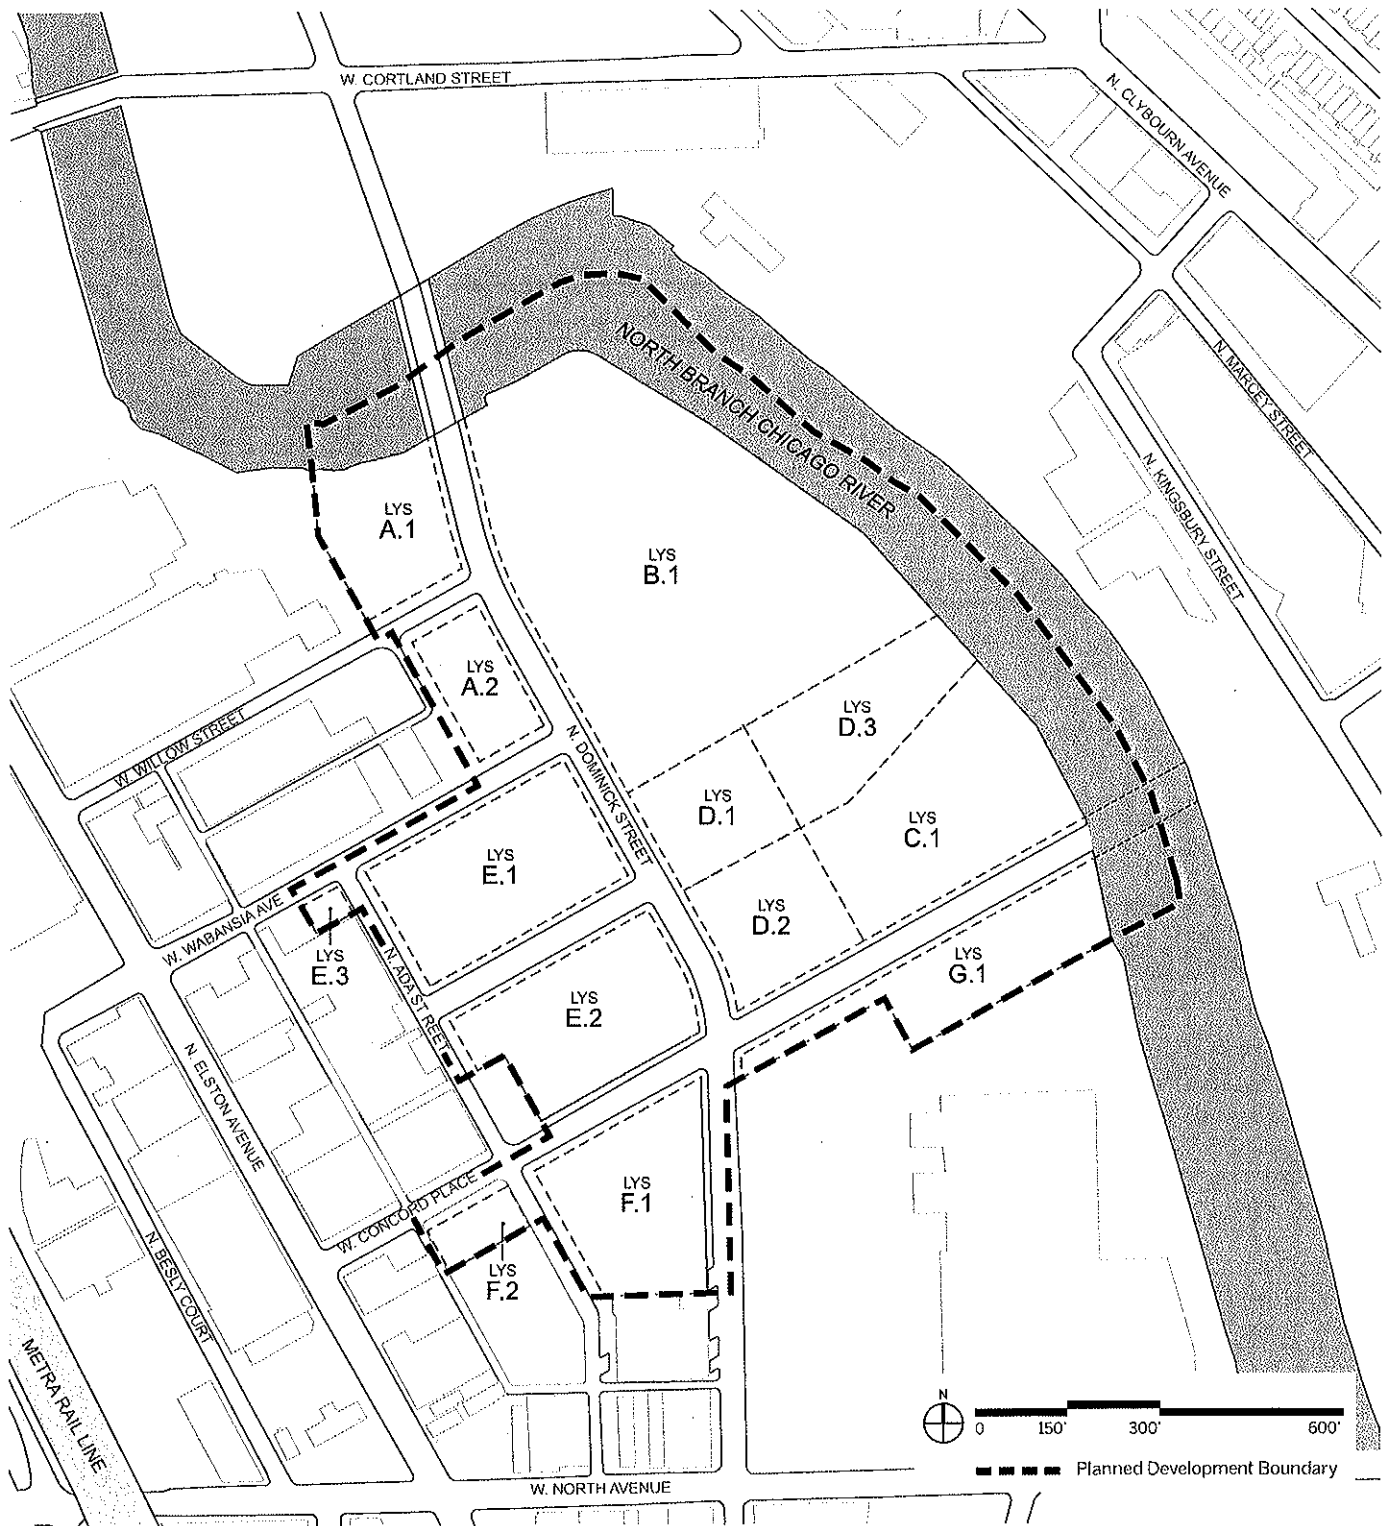 W. CORTLAND STREET
N. CLYBOURN AVENUE
NORTH BRANCH CHICAGO RIVER
N. MARCEY STREET
N. KINGSBURY STREET
LYS
A.1
LYS
B.1
LYS
A.2
LYS
D.3
W. WILLOW STREET
N. DOMINICK STREET
LYS
D.1
LYS
C.1
LYS
E.1
W. WABANSIA AVE
LYS
D.2
LYS
E.3
N. ADA STREET
LYS
G.1
LYS
E.2
N. ELSTON AVENUE
LYS
F.1
W. CONCORD PLACE
N. BESLY COURT
LYS
F.2
METRA RAIL LINE
N
0 150' 300' 600'
Planned Development Boundary
W. NORTH AVENUE